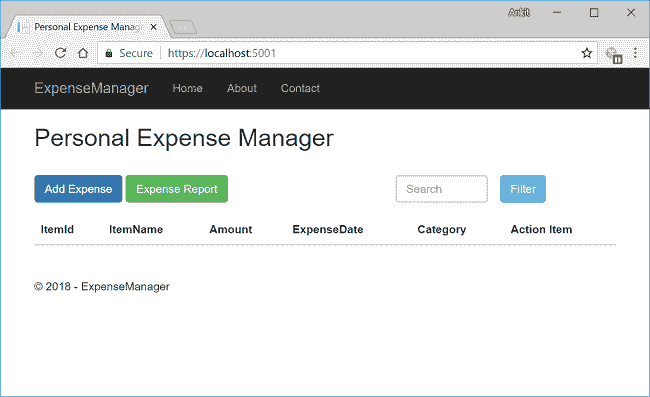 Ankit
Personal Expense Manag
Secure https://localhost:5001
ExpenseManager Home About Contact
Personal Expense Manager
Add Expense Expense Report Search Filter
ItemId ItemName Amount ExpenseDate Category Action Item
© 2018 - ExpenseManager